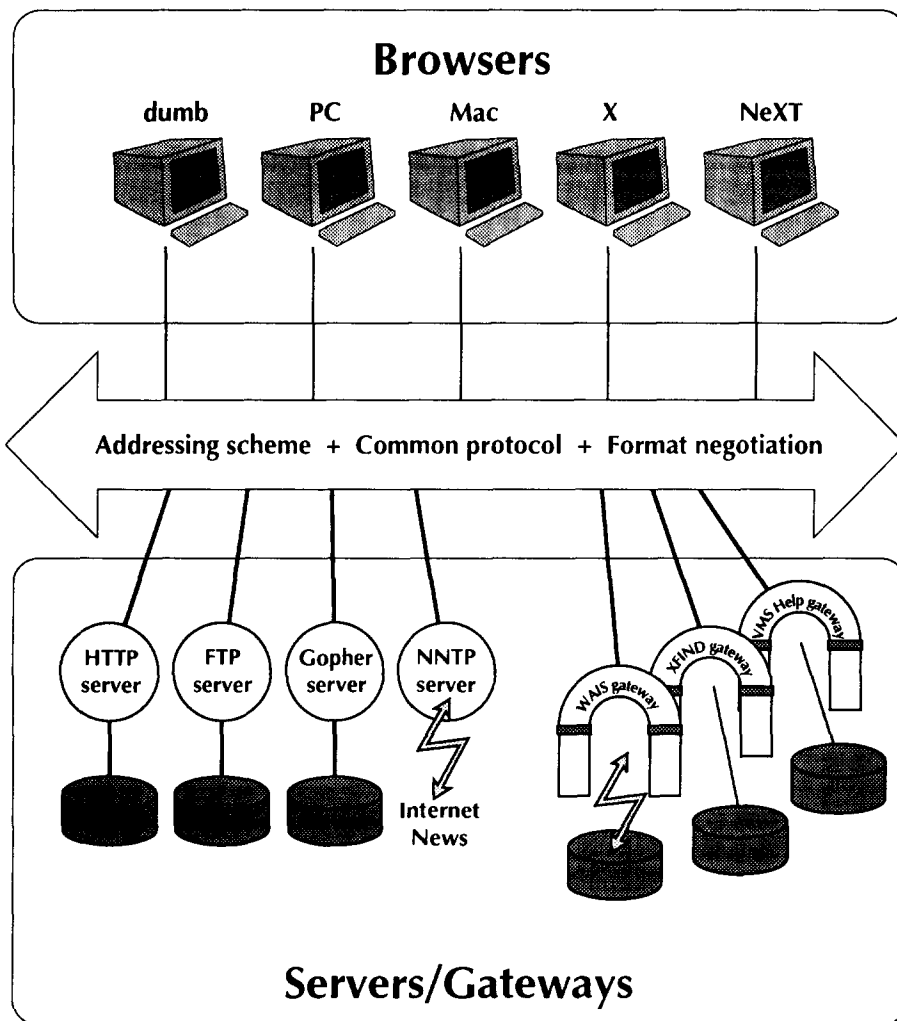 Browsers
dumb
PC
Mac
X
NeXT
Addressing scheme + Common protocol + Format negotiation
HTTP
server
FTP
server
Gopher
server
NNTP
server
Internet
News
WAIS gateway
XFIND gateway
VMS Help gateway
Servers/Gateways